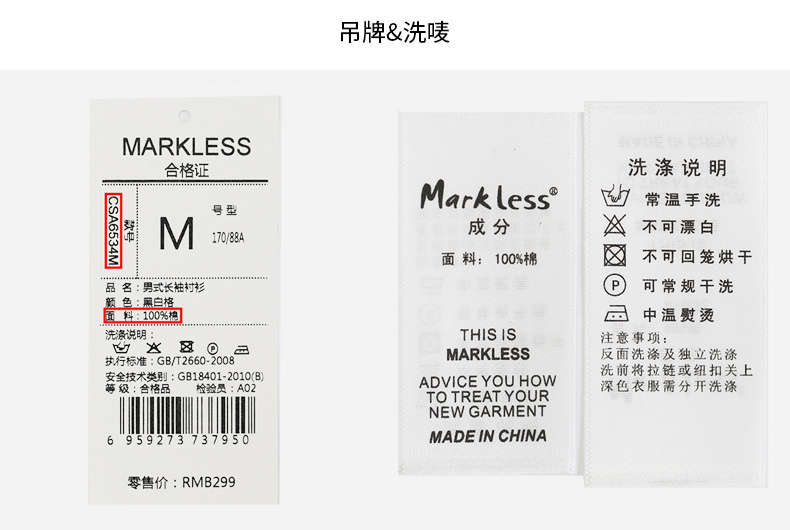 吊牌&洗唛
MARKLESS
合格证
款号
CSA6534M
M
号型
170/88A
品 名：男式长袖衬衫
颜 色：黑白格
面 料：100%棉
洗涤说明：
执行标准：GB/T2660-2008
安全技术类别：GB18401-2010(B)
等 级：合格品 检验员：A02
6 959273 737950
零售价：RMB299
Markless®
成分
面 料：100%棉
THIS IS
MARKLESS
ADVICE YOU HOW
TO TREAT YOUR
NEW GARMENT
MADE IN CHINA
洗涤说明
常温手洗
不可漂白
不可回笼烘干
P 可常规干洗
中温熨烫
注意事项：
反面洗涤及独立洗涤
洗前将拉链或纽扣关上
深色衣服需分开洗涤